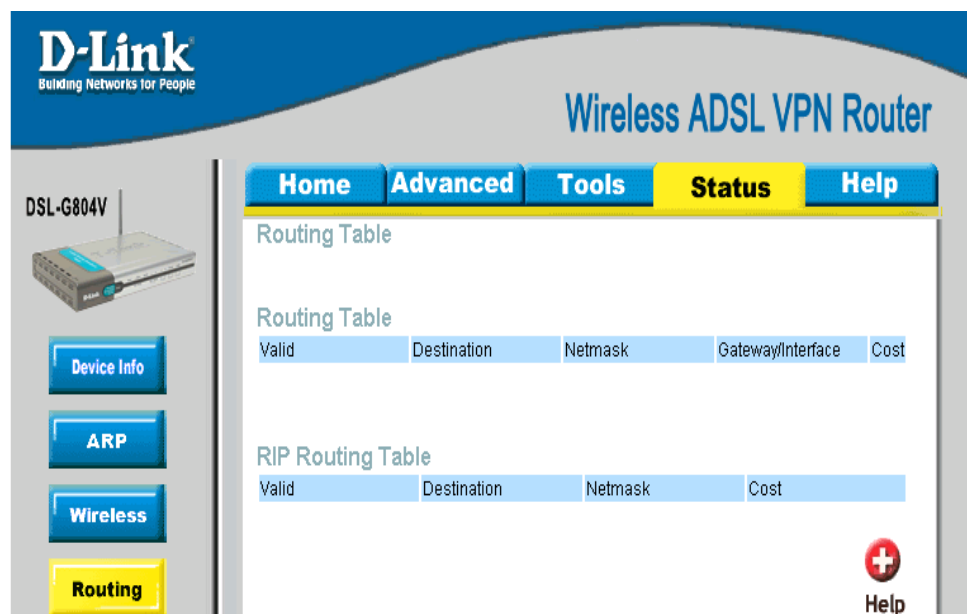 D-Link
Building Networks for People
Wireless ADSL VPN Router
Home Advanced Tools Status Help
DSL-G804V
Routing Table
Routing Table
Valid Destination Netmask Gateway/Interface Cost
Device Info
ARP
RIP Routing Table
Valid Destination Netmask Cost
Wireless
Routing
Help